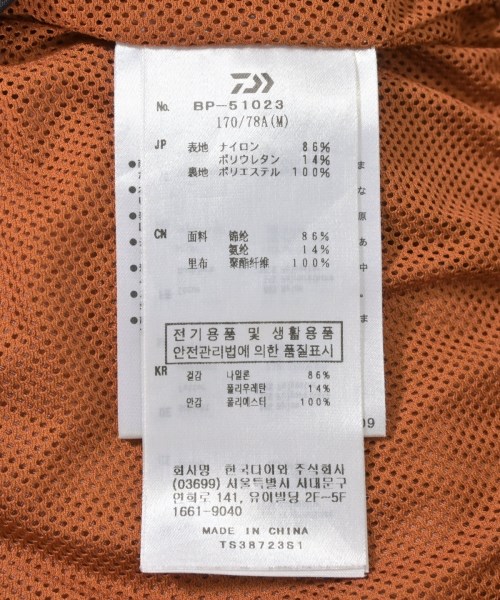 No. BP-51023
170/78A(M)
JP 表地 ナイロン 86%
ポリウレタン 14%
裏地 ポリエステル 100%
CN 面料 锦纶 86%
氨纶 14%
里布 聚酯纤维 100%
전기용품 및 생활용품
안전관리법에 의한 품질표시
KR 겉감 나일론 86%
폴리우레탄 14%
안감 폴리에스터 100%
회사명 한국다이와 주식회사
(03699) 서울특별시 서대문구
연희로 141, 유아빌딩 2F-5F
1661-9040
MADE IN CHINA
TS38723S1